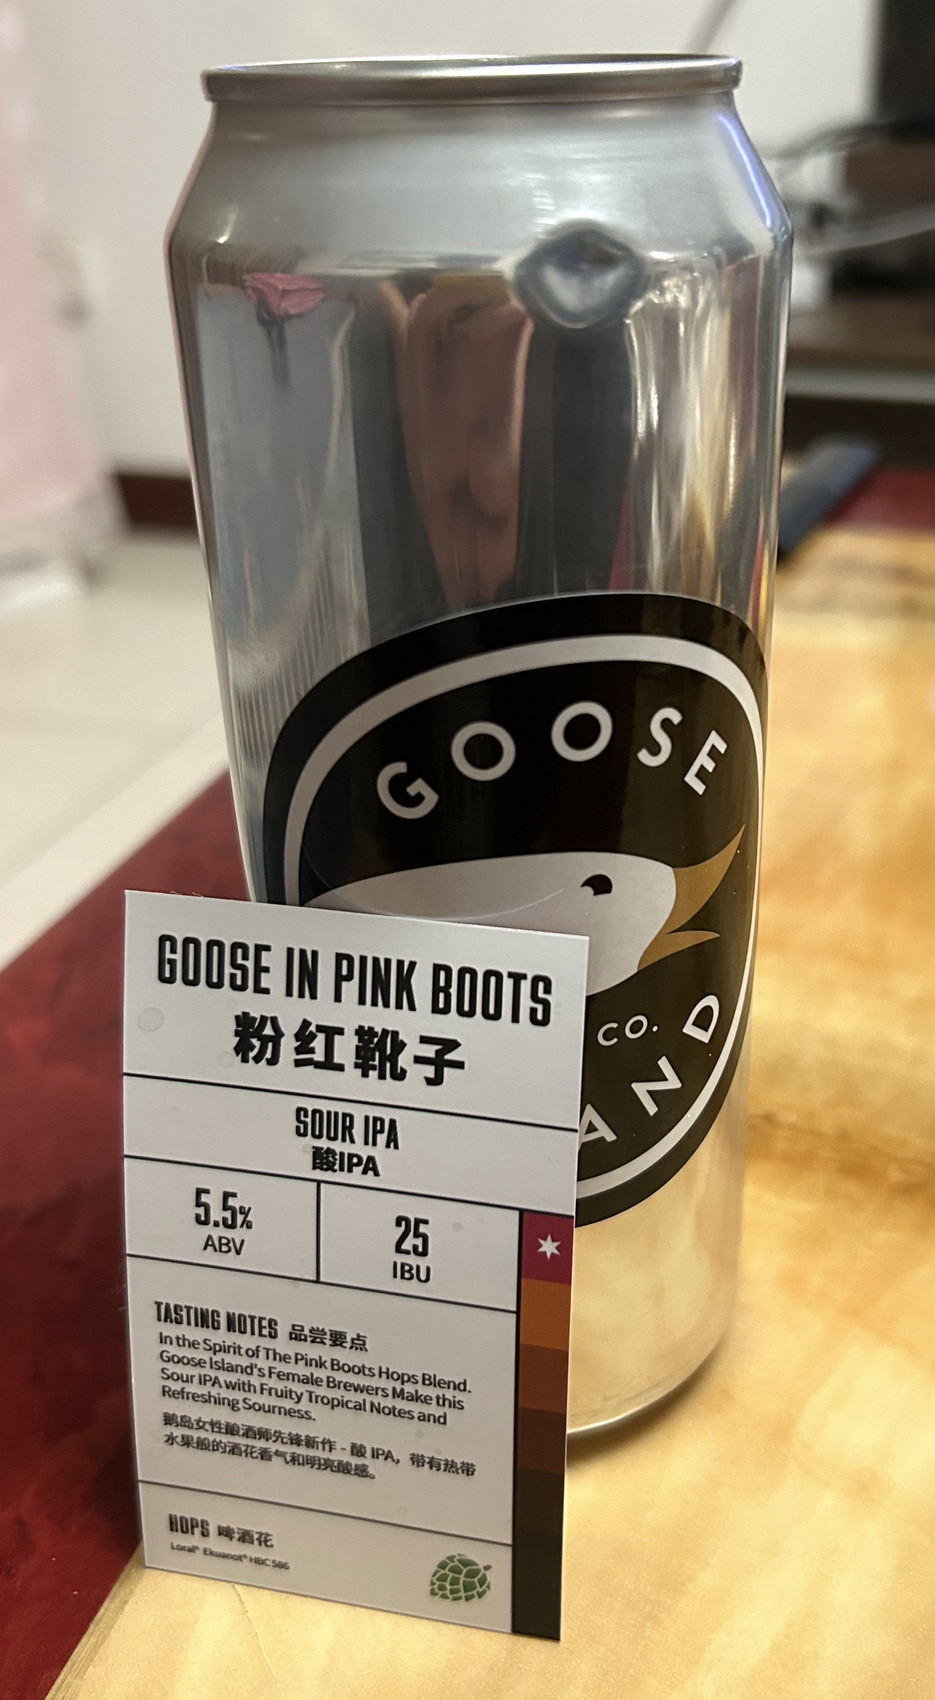 GOOSE
CO.
AND
GOOSE IN PINK BOOTS
粉红靴子
SOUR IPA
酸IPA
5.5%
ABV
25
IBU
TASTING NOTES 品尝要点
In the Spirit of The Pink Boots Hops Blend.
Goose Island's Female Brewers Make this
Sour IPA with Fruity Tropical Notes and
Refreshing Sourness.
鹅岛女性酿酒师先锋新作 - 酸 IPA，带有热带
水果般的酒花香气和明亮酸感。
HOPS 啤酒花
Loral® Ekuanot® HBC 586